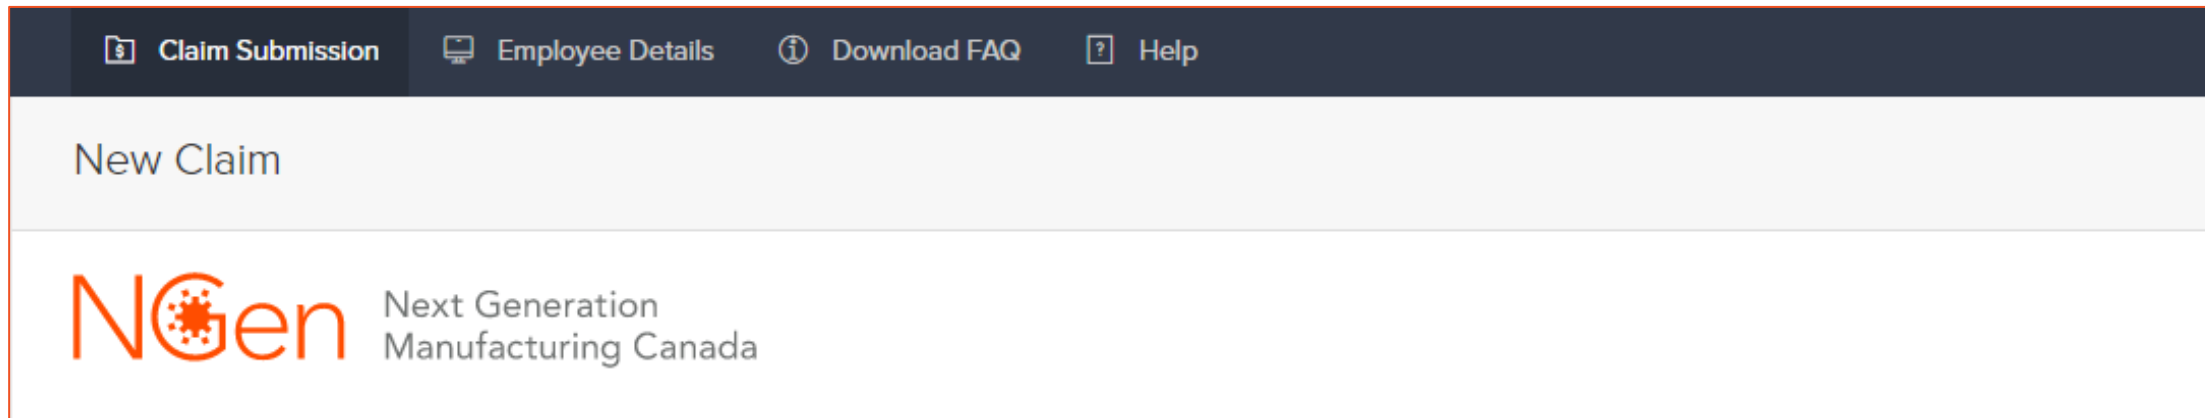 Claim Submission Employee Details Download FAQ Help
New Claim
NGen Next Generation
Manufacturing Canada